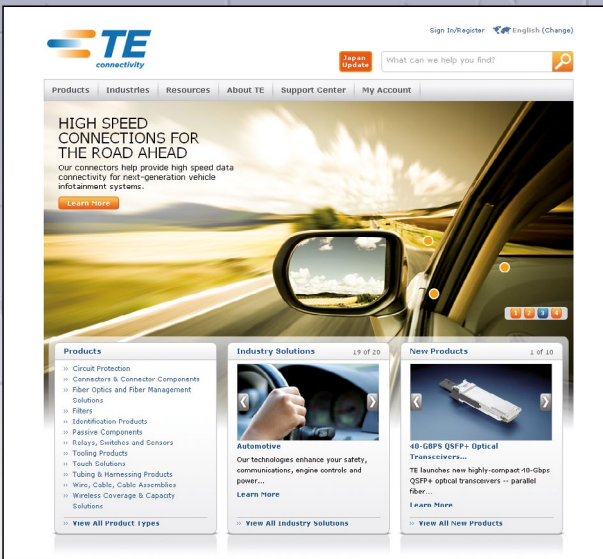 Sign In/Register English (Change)
TE
connectivity
Japan
Update
What can we help you find?
Products Industries Resources About TE Support Center My Account
HIGH SPEED
CONNECTIONS FOR
THE ROAD AHEAD
Our connectors help provide high speed data
connectivity for next-generation vehicle
infotainment systems.
Learn More
1 2 3 4
Products
» Circuit Protection
» Connectors & Connector Components
» Fiber Optics and Fiber Management
Solutions
» Filters
» Identification Products
» Passive Components
» Relays, Switches and Sensors
» Tooling Products
» Touch Solutions
» Tubing & Harnessing Products
» Wire, Cable, Cable Assemblies
» Wireless Coverage & Capacity
Solutions
» View All Product Types
Industry Solutions 19 of 20
Automotive
Our technologies enhance your safety,
communications, engine controls and
power...
Learn More
» View All Industry Solutions
New Products 1 of 10
40-GBPS QSFP+ Optical
Transceivers...
TE launches new highly-compact 40-Gbps
QSFP+ optical transceivers -- parallel
fiber...
Learn More
» View All New Products